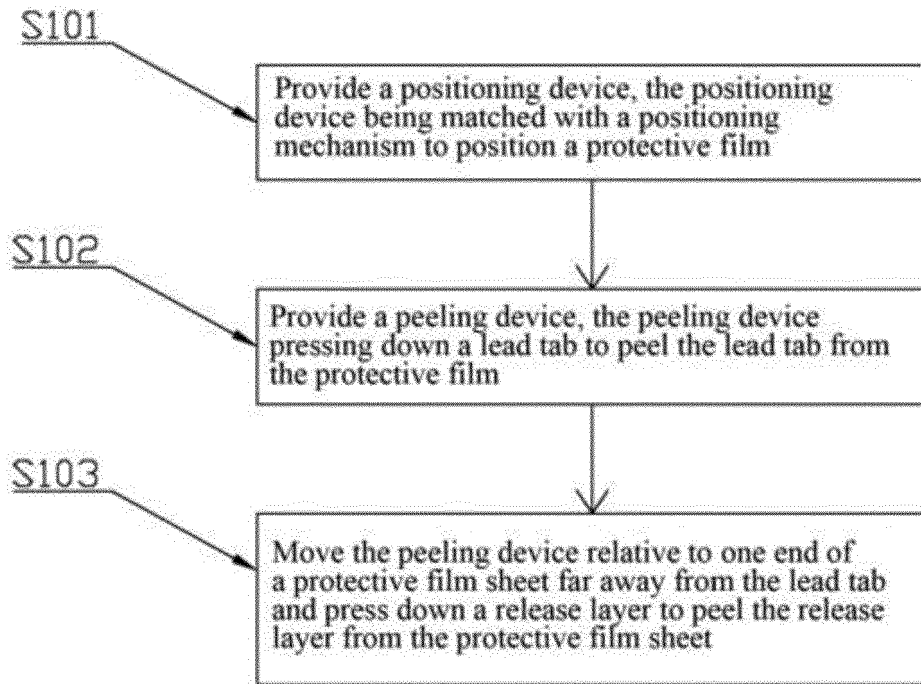 S101
Provide a positioning device, the positioning
device being matched with a positioning
mechanism to position a protective film
S102
Provide a peeling device, the peeling device
pressing down a lead tab to peel the lead tab from
the protective film
S103
Move the peeling device relative to one end of
a protective film sheet far away from the lead tab
and press down a release layer to peel the release
layer from the protective film sheet